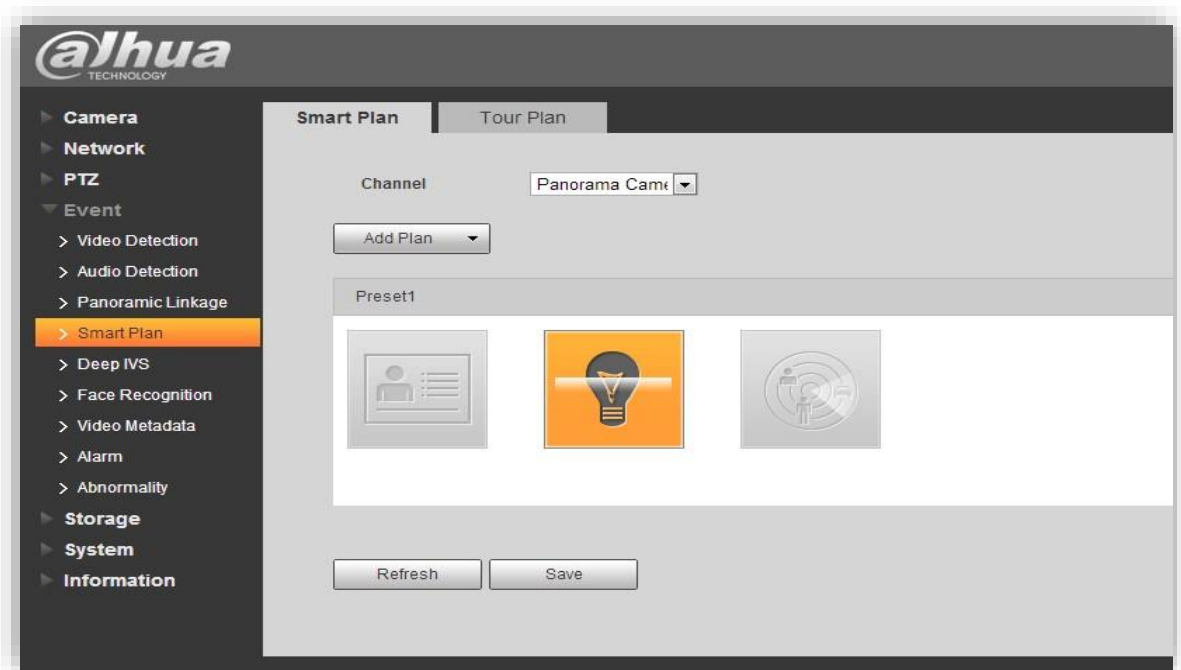 alhua
TECHNOLOGY
Camera
Network
PTZ
Event
> Video Detection
> Audio Detection
> Panoramic Linkage
> Smart Plan
> Deep IVS
> Face Recognition
> Video Metadata
> Alarm
> Abnormality
Storage
System
Information
Smart Plan
Tour Plan
Channel
Panorama Came
Add Plan
Preset1
Refresh
Save